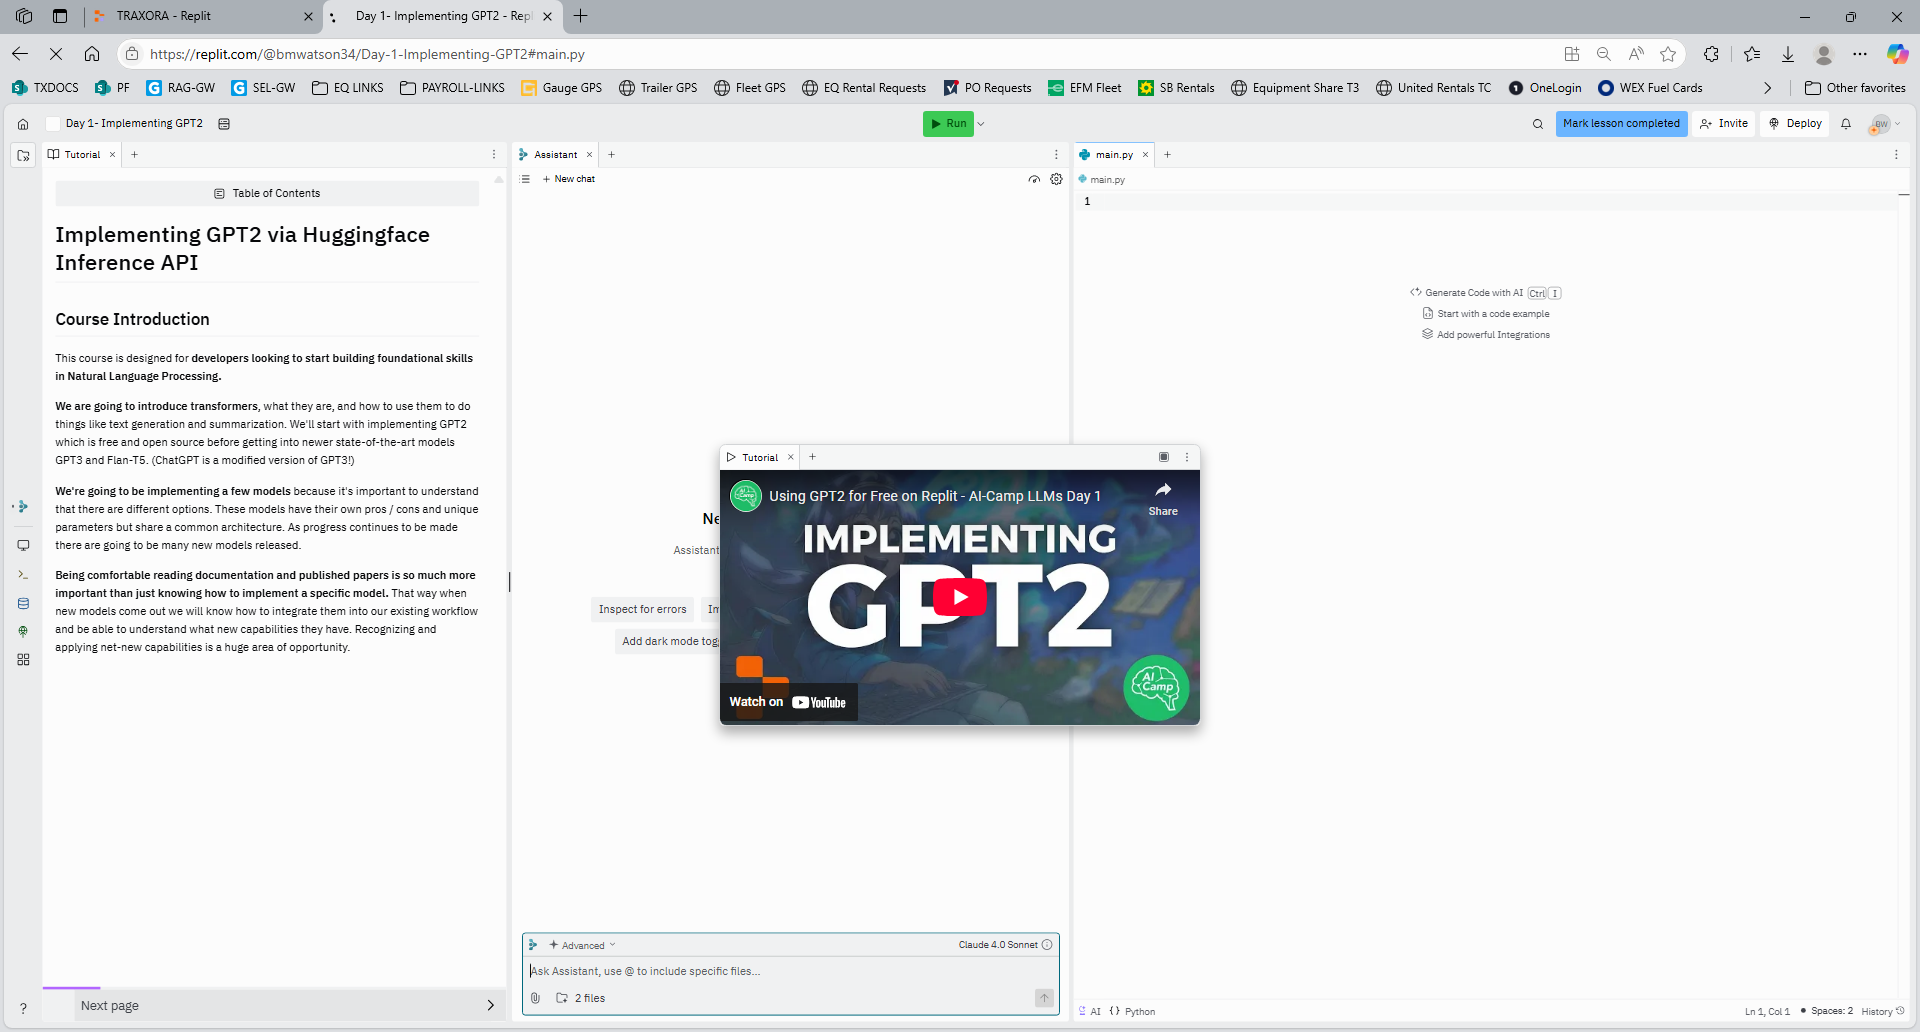 TRAXORA - Replit
Day 1- Implementing GPT2 - Repl
https://replit.com/@bmwatson34/Day-1-Implementing-GPT2#main.py
TXDOCS
PF
RAG-GW
SEL-GW
EQ LINKS
PAYROLL-LINKS
Gauge GPS
Trailer GPS
Fleet GPS
EQ Rental Requests
PO Requests
EFM Fleet
SB Rentals
Equipment Share T3
United Rentals TC
OneLogin
WEX Fuel Cards
Other favorites
Day 1- Implementing GPT2
Run
Mark lesson completed
Invite
Deploy
BW
Tutorial
Table of Contents
Implementing GPT2 via Huggingface
Inference API
Course Introduction
This course is designed for developers looking to start building foundational skills
in Natural Language Processing.
We are going to introduce transformers, what they are, and how to use them to do
things like text generation and summarization. We'll start with implementing GPT2
which is free and open source before getting into newer state-of-the-art models
GPT3 and Flan-T5. (ChatGPT is a modified version of GPT3!)
We're going to be implementing a few models because it's important to understand
that there are different options. These models have their own pros / cons and unique
parameters but share a common architecture. As progress continues to be made
there are going to be many new models released.
Being comfortable reading documentation and published papers is so much more
important than just knowing how to implement a specific model. That way when
new models come out we will know how to integrate them into our existing workflow
and be able to understand what new capabilities they have. Recognizing and
applying net-new capabilities is a huge area of opportunity.
Next page
Assistant
New chat
Ne
Assistant
Inspect for errors
Im
Add dark mode tog
Tutorial
Using GPT2 for Free on Replit - AI-Camp LLMs Day 1
Share
IMPLEMENTING
GPT2
Watch on YouTube
AI
Camp
Advanced
Claude 4.0 Sonnet
Ask Assistant, use @ to include specific files...
2 files
main.py
main.py
1
Generate Code with AI Ctrl I
Start with a code example
Add powerful Integrations
AI
{} Python
Ln 1, Col 1
Spaces: 2
History